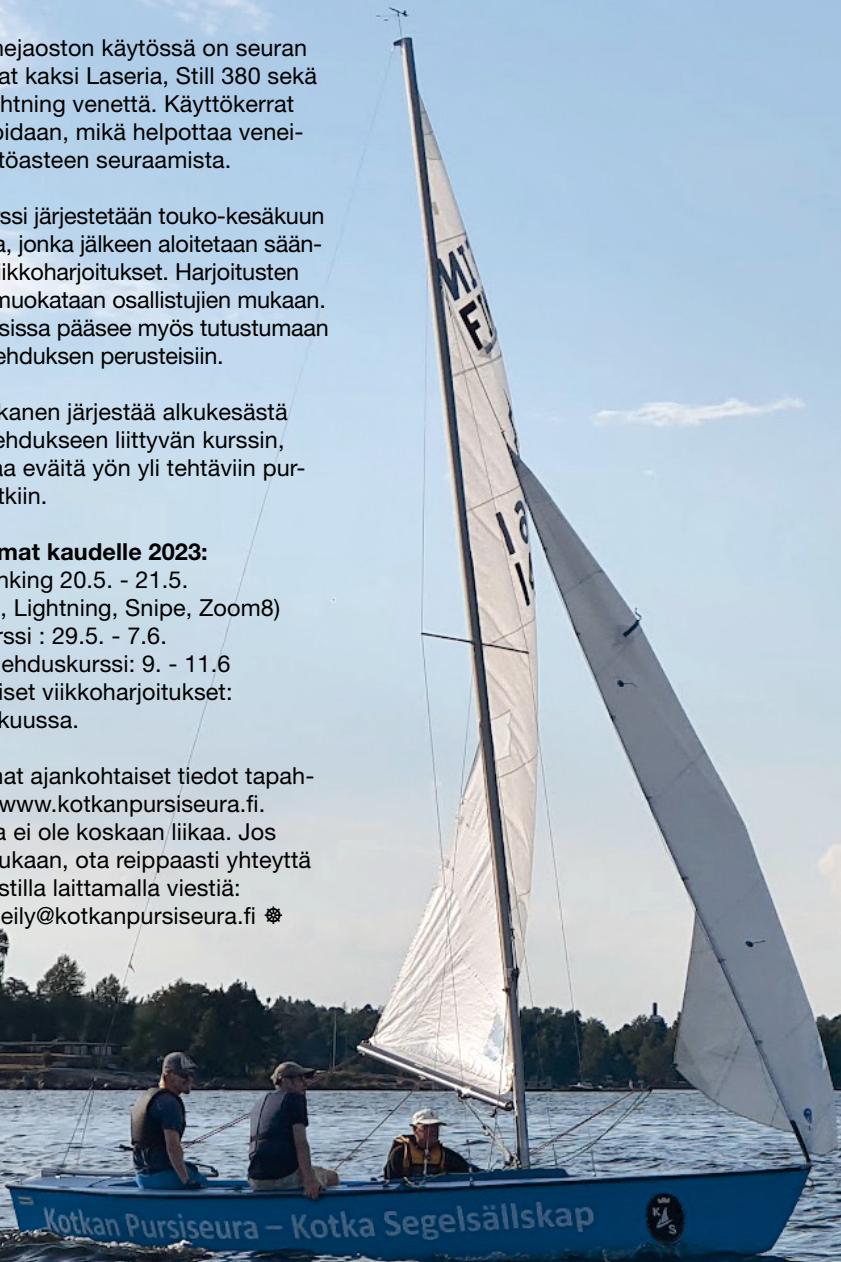 nejaoston käytössä on seuran
at kaksi Laseria, Still 380 sekä
htning venettä. Käyttökerrat
oidaan, mikä helpottaa venei-
töasteen seuraamista.
ssi järjestetään touko-kesäkuun
a, jonka jälkeen aloitetaan sään-
iikkoharjoitukset. Harjoitusten
muokataan osallistujien mukaan.
sissa pääsee myös tutustumaan
ehduksen perusteisiin.
kanen järjestää alkukesästä
ehdukseen liittyvän kurssin,
aa eväitä yön yli tehtäviin pur-
tkiin.
mat kaudelle 2023:
nking 20.5. - 21.5.
, Lightning, Snipe, Zoom8)
rssi : 29.5. - 7.6.
ehduskurssi: 9. - 11.6
iset viikkoharjoitukset:
kuussa.
nat ajankohtaiset tiedot tapah-
www.kotkanpursiseura.fi.
a ei ole koskaan liikaa. Jos
ukaan, ota reippaasti yhteyttä
stilla laittamalla viestiä:
eily@kotkanpursiseura.fi
Kotkan Pursiseura – Kotka Segelsällskap
K S